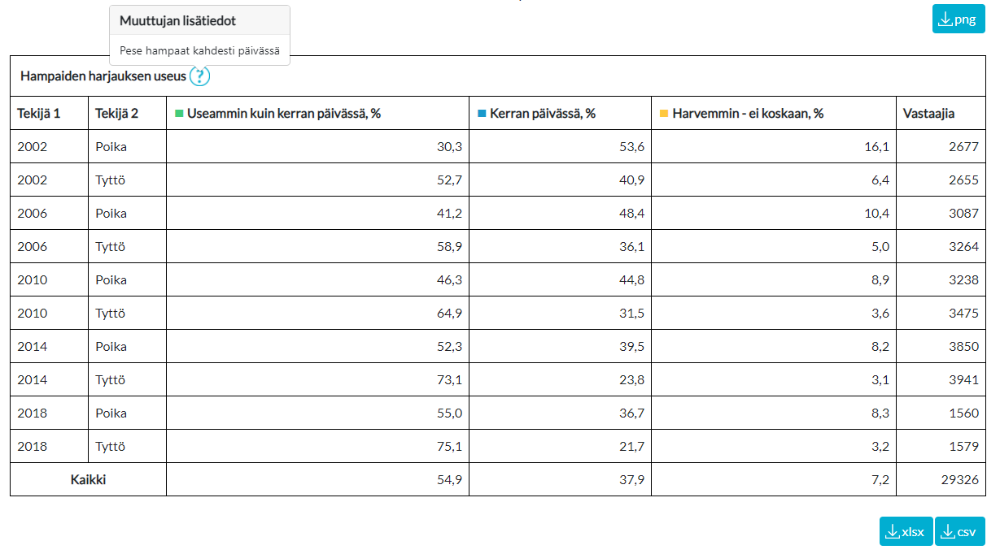 Muuttujan lisätiedot
png
Pese hampaat kahdesti päivässä
Hampaiden harjauksen useus ?
Tekijä 1 Tekijä 2 Useammin kuin kerran päivässä, % Kerran päivässä, % Harvemmin - ei koskaan, % Vastaajia
2002 Poika 30,3 53,6 16,1 2677
2002 Tyttö 52,7 40,9 6,4 2655
2006 Poika 41,2 48,4 10,4 3087
2006 Tyttö 58,9 36,1 5,0 3264
2010 Poika 46,3 44,8 8,9 3238
2010 Tyttö 64,9 31,5 3,6 3475
2014 Poika 52,3 39,5 8,2 3850
2014 Tyttö 73,1 23,8 3,1 3941
2018 Poika 55,0 36,7 8,3 1560
2018 Tyttö 75,1 21,7 3,2 1579
Kaikki 54,9 37,9 7,2 29326
xlsx csv